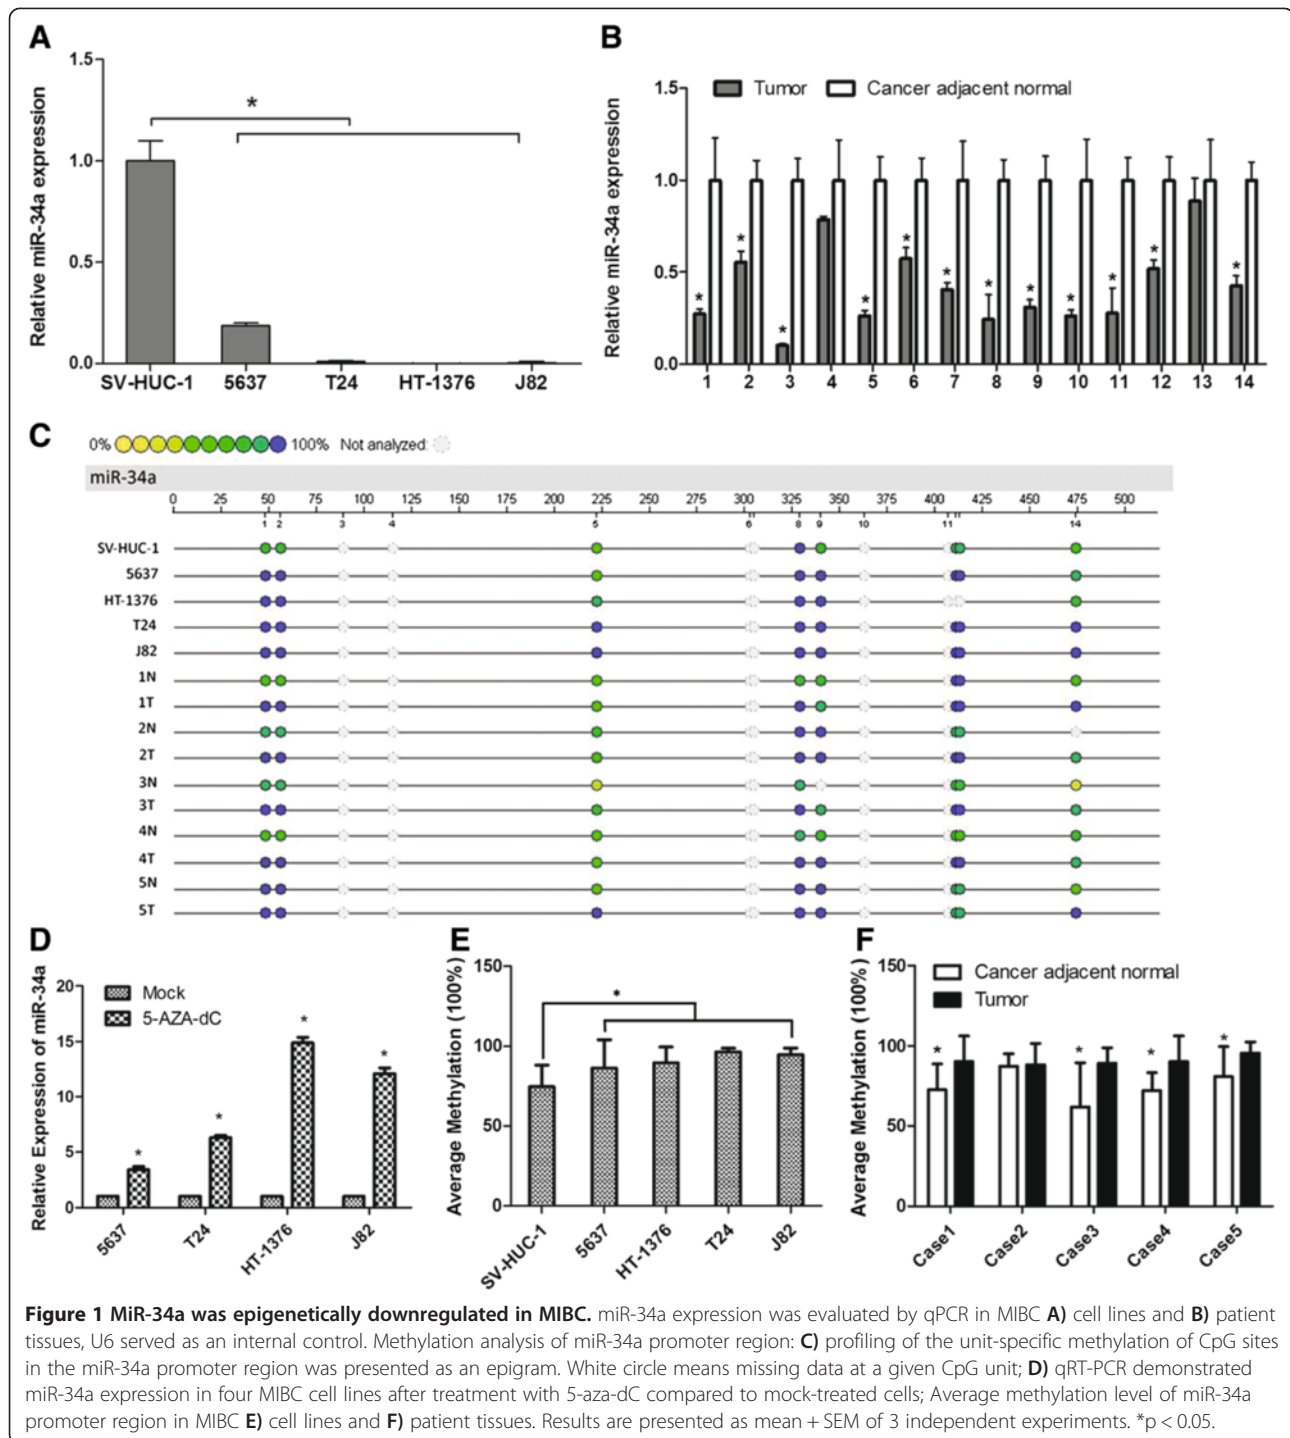 A
1.5
1.0
0.5
0.0
Relative miR-34a expression
*
SV-HUC-1 5637 T24 HT-1376 J82
B
Tumor Cancer adjacent normal
1.5
1.0
0.5
0.0
Relative miR-34a expression
* * * * * * * * * * * *
1 2 3 4 5 6 7 8 9 10 11 12 13 14
C
0% 100% Not analyzed:
miR-34a
0 25 50 75 100 125 150 175 200 225 250 275 300 325 350 375 400 425 450 475 500
1 2 3 4 5 6 8 9 10 11 14
SV-HUC-1
5637
HT-1376
T24
J82
1N
1T
2N
2T
3N
3T
4N
4T
5N
5T
D
Mock
5-AZA-dC
20
15
10
5
0
Relative Expression of miR-34a
* * * *
5637 T24 HT-1376 J82
E
150
100
50
0
Average Methylation (100%)
*
SV-HUC-1 5637 HT-1376 T24 J82
F
Cancer adjacent normal
Tumor
150
100
50
0
Average Methylation (100%)
* * * *
Case1 Case2 Case3 Case4 Case5
Figure 1 MiR-34a was epigenetically downregulated in MIBC. miR-34a expression was evaluated by qPCR in MIBC A) cell lines and B) patient
tissues, U6 served as an internal control. Methylation analysis of miR-34a promoter region: C) profiling of the unit-specific methylation of CpG sites
in the miR-34a promoter region was presented as an epigram. White circle means missing data at a given CpG unit; D) qRT-PCR demonstrated
miR-34a expression in four MIBC cell lines after treatment with 5-aza-dC compared to mock-treated cells; Average methylation level of miR-34a
promoter region in MIBC E) cell lines and F) patient tissues. Results are presented as mean + SEM of 3 independent experiments. *p < 0.05.